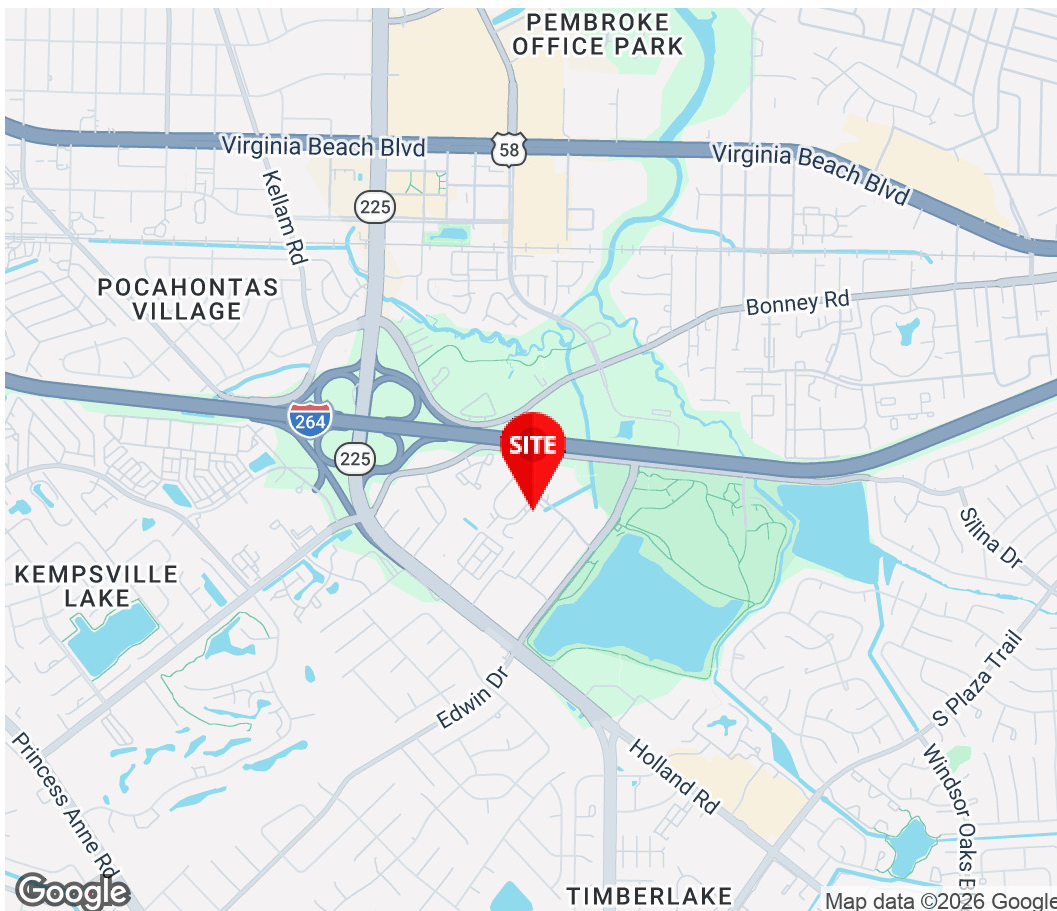 PEMBROKE
OFFICE PARK
Virginia Beach Blvd
58
Virginia Beach Blvd
225
Kellam Rd
POCAHONTAS
VILLAGE
Bonney Rd
264
225
SITE
Silina Dr
KEMPSVILLE
LAKE
Edwin Dr
S Plaza Trail
Princess Anne Rd
Holland Rd
Windsor Oaks B
TIMBERLAKE
Google
Map data ©2026 Google